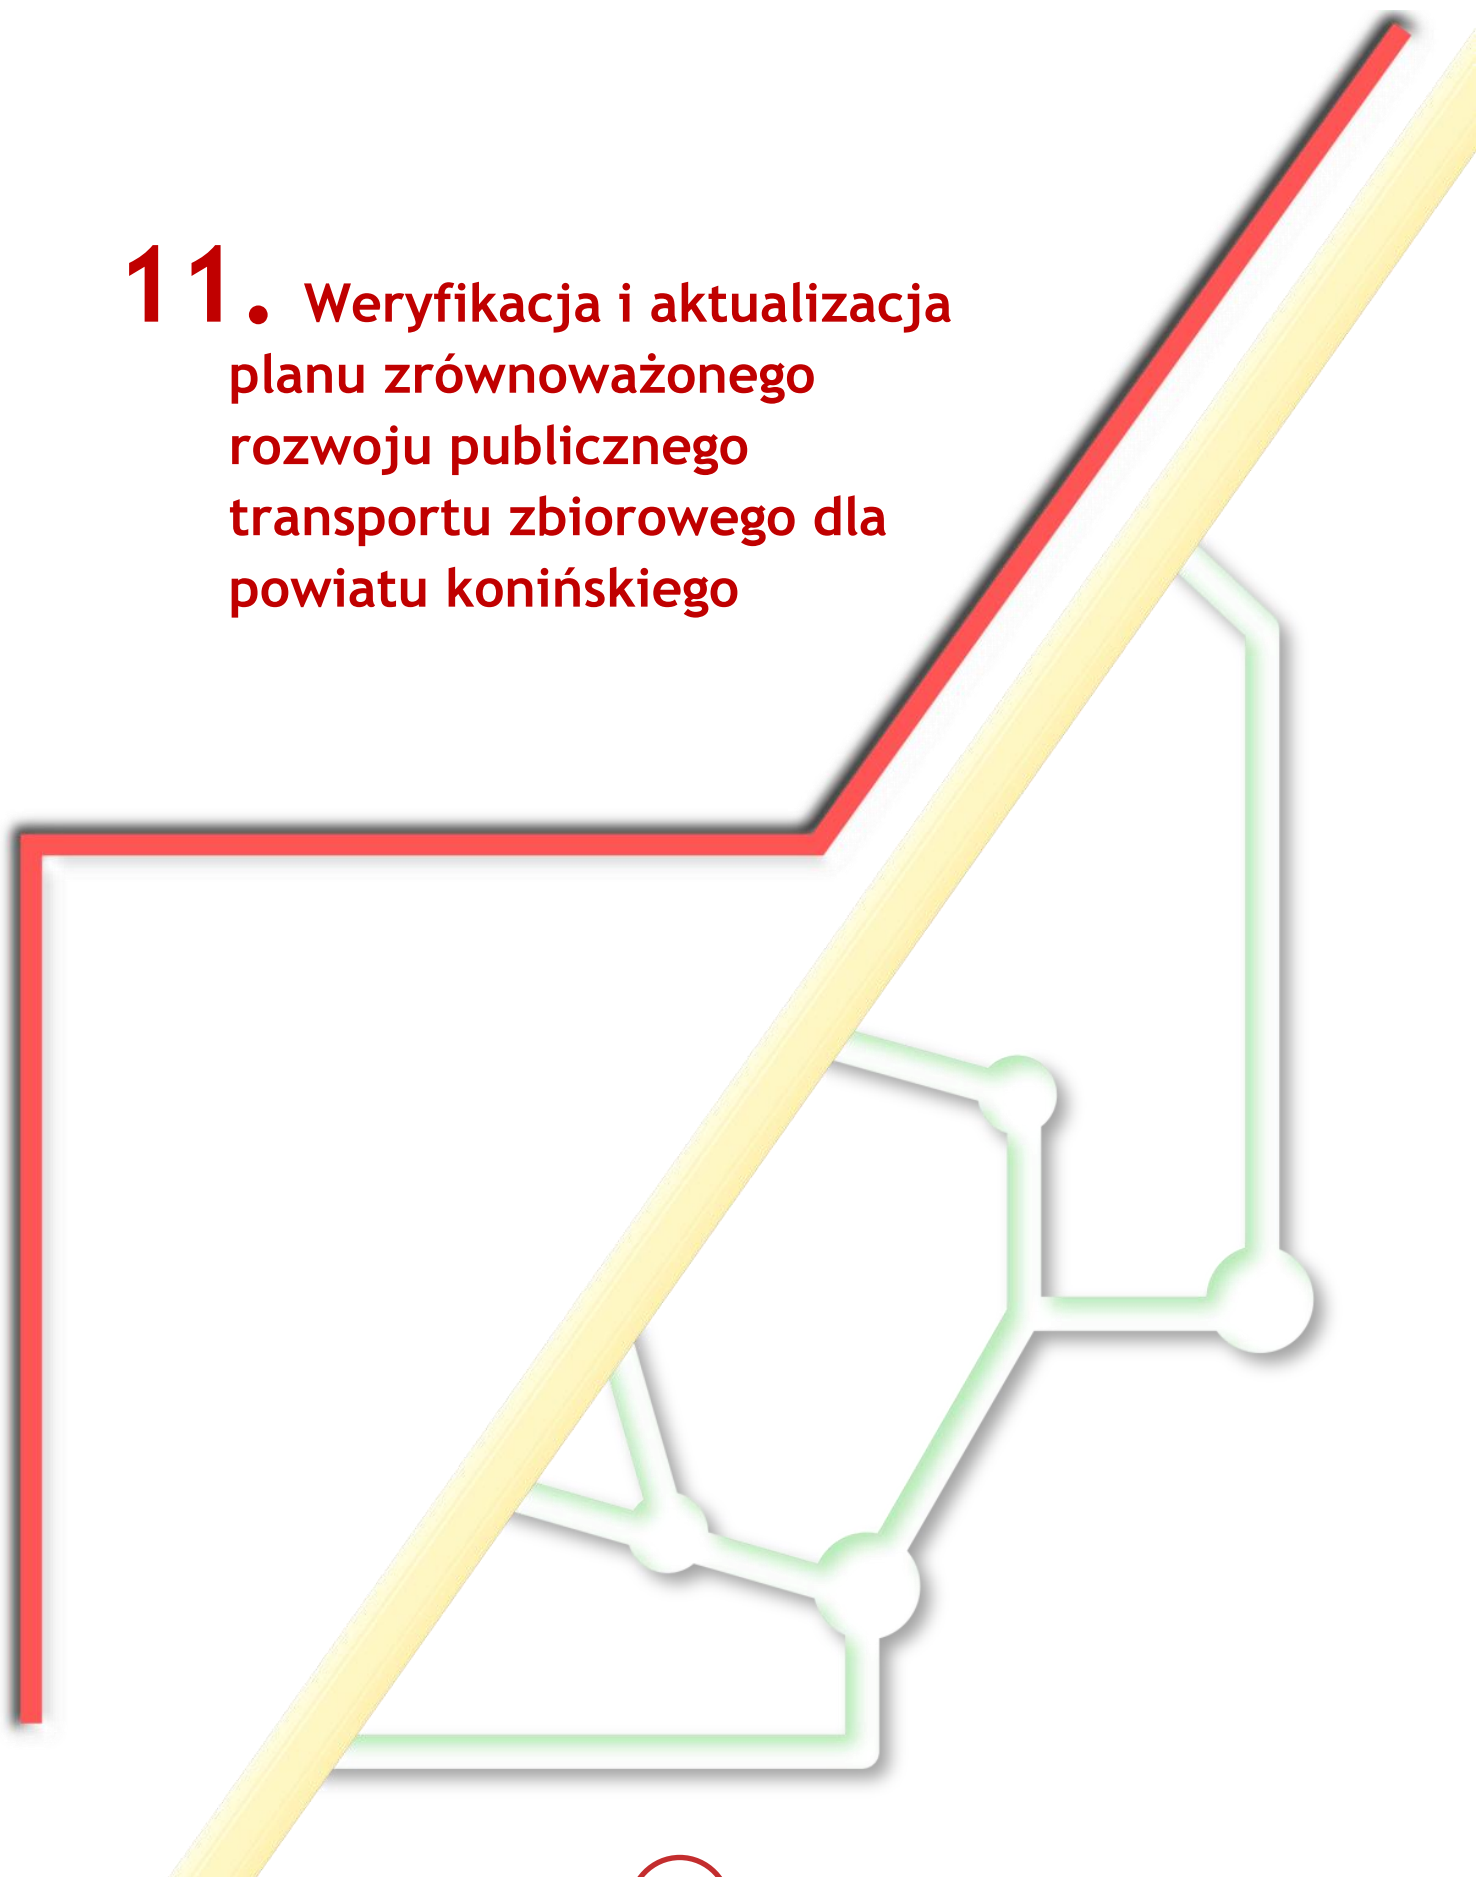 11. Weryfikacja i aktualizacja
planu zrównoważonego
rozwoju publicznego
transportu zbiorowego dla
powiatu konińskiego